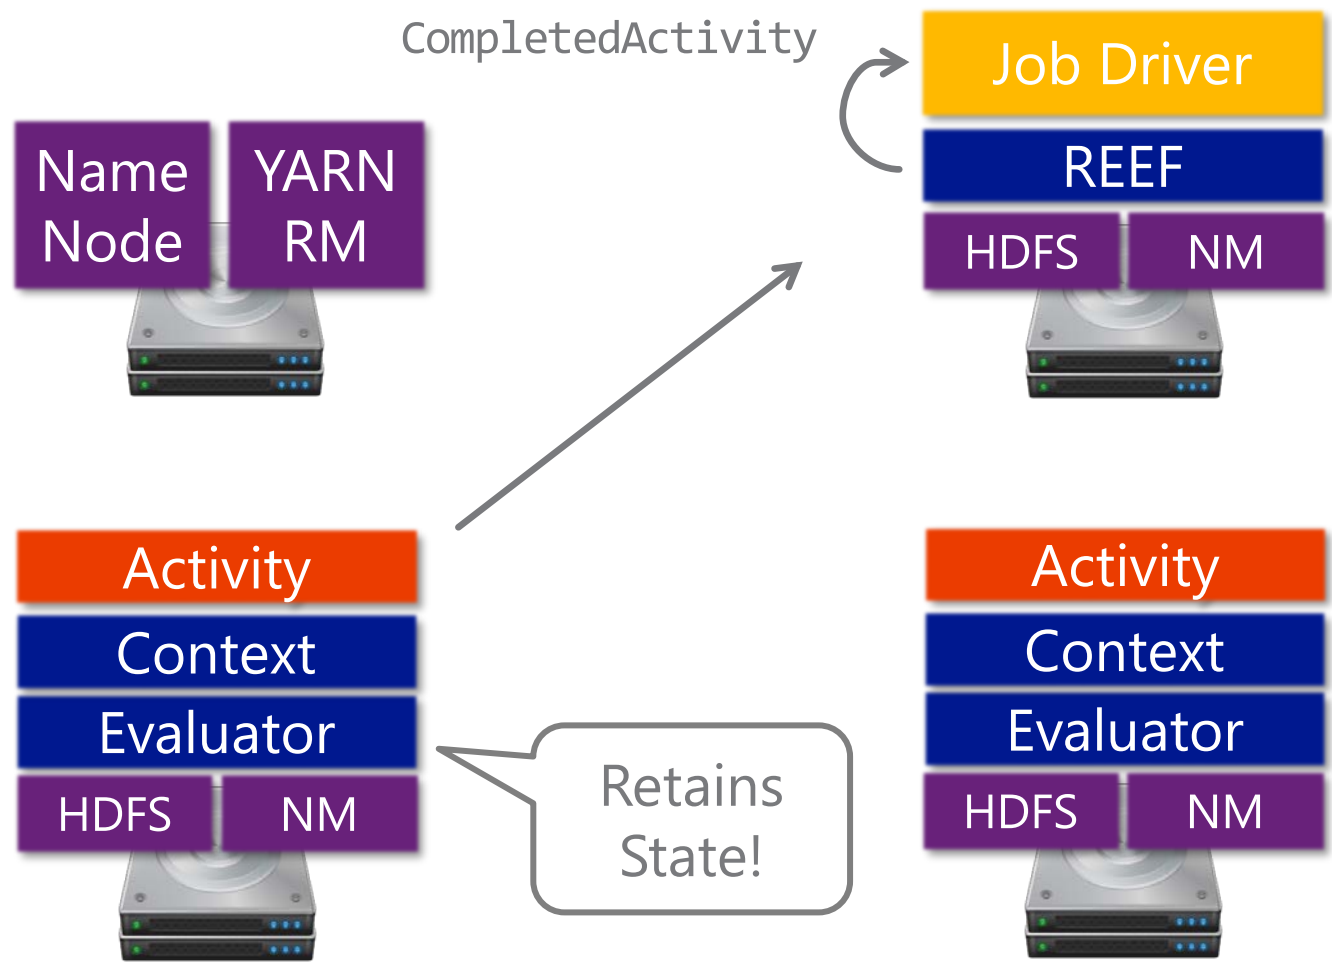 CompletedActivity
Job Driver
Name
Node
YARN
RM
REEF
HDFS
NM
Activity
Context
Evaluator
HDFS
NM
Retains
State!
Activity
Context
Evaluator
HDFS
NM